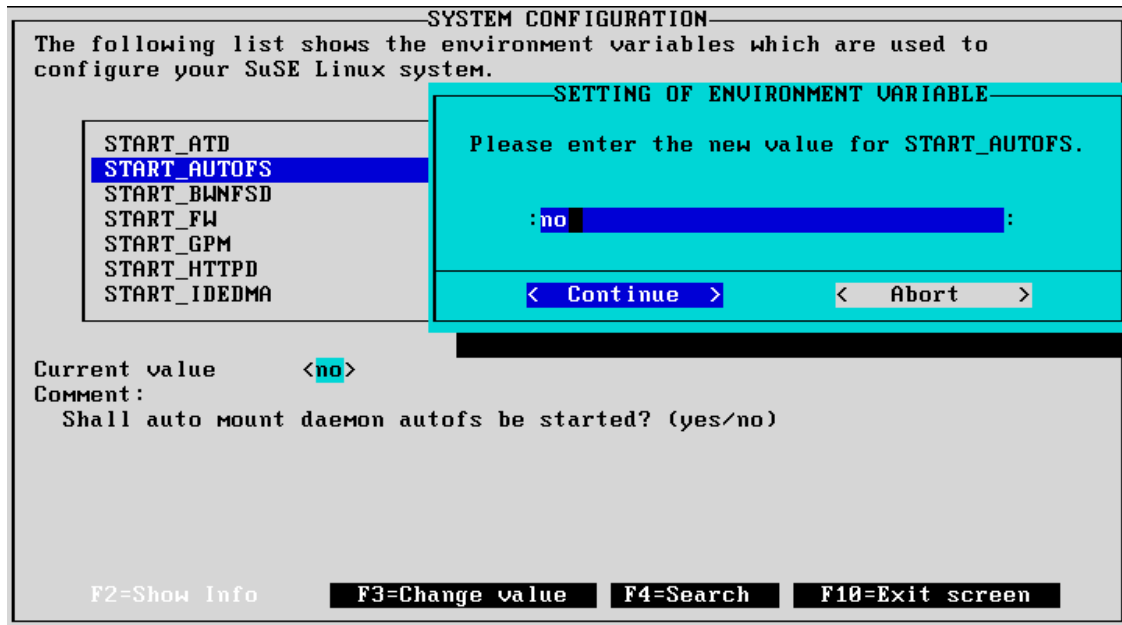 SYSTEM CONFIGURATION
The following list shows the environment variables which are used to
configure your SuSE Linux system.
SETTING OF ENVIRONMENT VARIABLE
Please enter the new value for START_AUTOFS.
:no :
< Continue > < Abort >
START_ATD
START_AUTOFS
START_BWNFSD
START_FW
START_GPM
START_HTTPD
START_IDEDMA
Current value <no>
Comment:
Shall auto mount daemon autofs be started? (yes/no)
F2=Show Info F3=Change value F4=Search F10=Exit screen